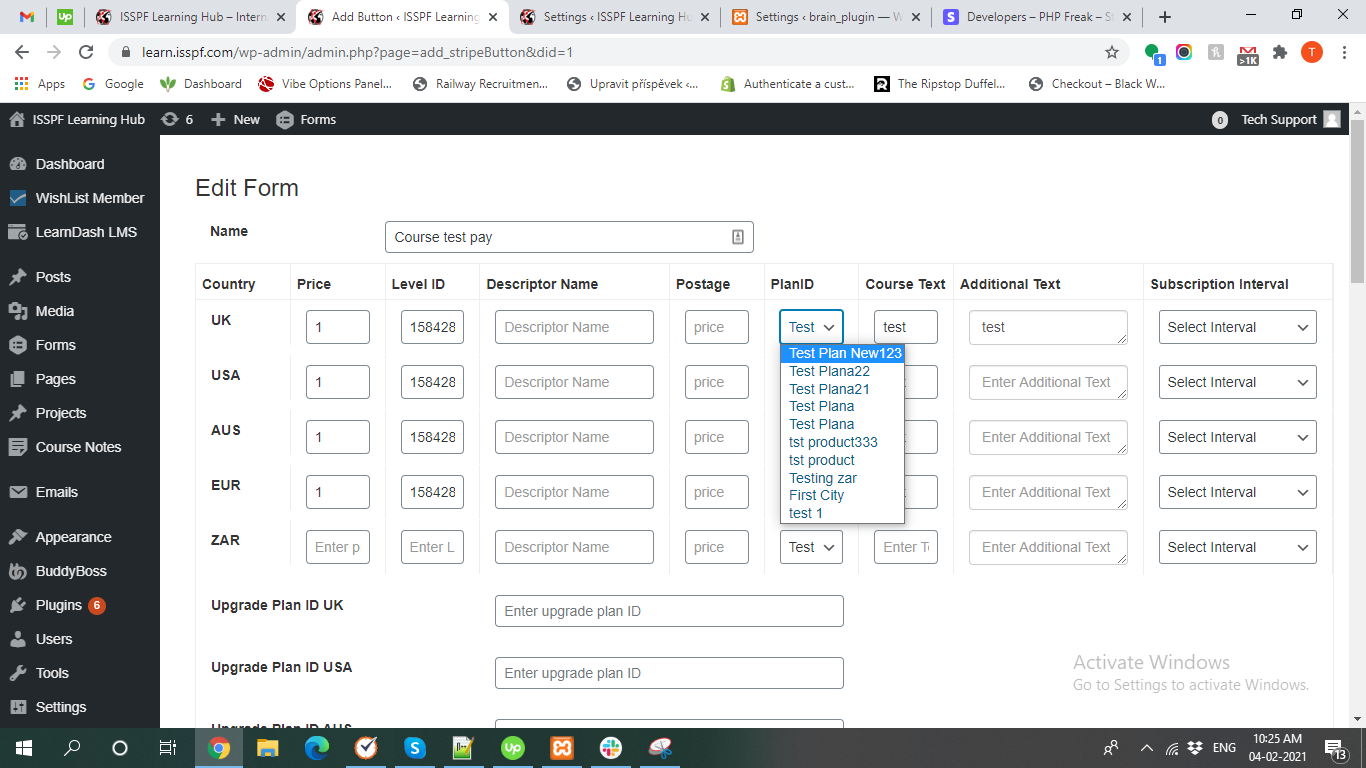 ISSPF Learning Hub – Intern
Add Button ‹ ISSPF Learning
Settings ‹ ISSPF Learning Hu
Settings ‹ brain_plugin — W
Developers – PHP Freak – St
learn.isspf.com/wp-admin/admin.php?page=add_stripeButton&did=1
1
>1K
T
Apps
Google
Dashboard
Vibe Options Panel...
Railway Recruitmen...
Upravit příspěvek ‹...
Authenticate a cust...
The Ripstop Duffel...
Checkout – Black W...
ISSPF Learning Hub
6
New
Forms
0
Tech Support
Dashboard
WishList Member
LearnDash LMS
Posts
Media
Forms
Pages
Projects
Course Notes
Emails
Appearance
BuddyBoss
Plugins 6
Users
Tools
Settings
Edit Form
Name
Course test pay
Country Price Level ID Descriptor Name Postage PlanID Course Text Additional Text Subscription Interval
UK 1 158428 Descriptor Name price Test test test Select Interval
Test Plan New123
Test Plana22
Test Plana21
Test Plana
Test Plana
tst product333
tst product
Testing zar
First City
test 1
USA 1 158428 Descriptor Name price Enter Additional Text Select Interval
AUS 1 158428 Descriptor Name price Enter Additional Text Select Interval
EUR 1 158428 Descriptor Name price Enter Additional Text Select Interval
ZAR Enter p Enter L Descriptor Name price Test Enter Te Enter Additional Text Select Interval
Upgrade Plan ID UK Enter upgrade plan ID
Upgrade Plan ID USA Enter upgrade plan ID
Upgrade Plan ID AUS
Activate Windows
Go to Settings to activate Windows.
ENG
10:25 AM
04-02-2021
13